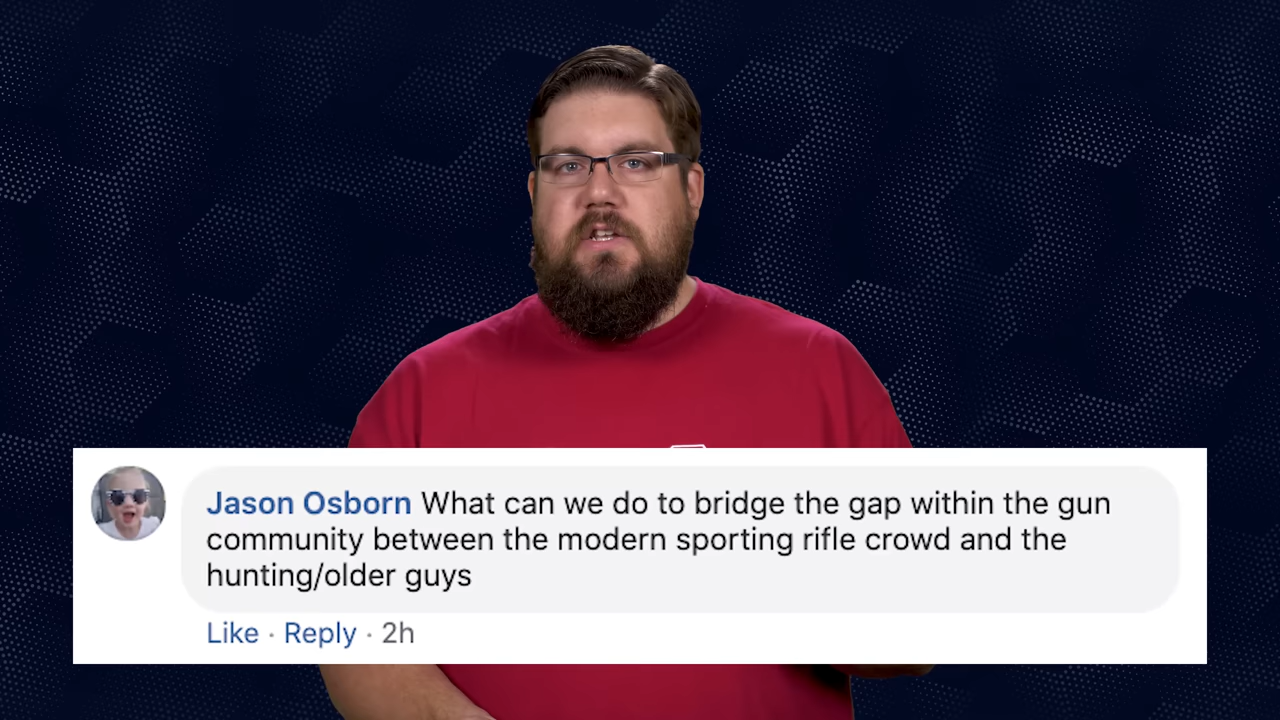 Jason Osborn What can we do to bridge the gap within the gun
community between the modern sporting rifle crowd and the
hunting/older guys
Like · Reply · 2h